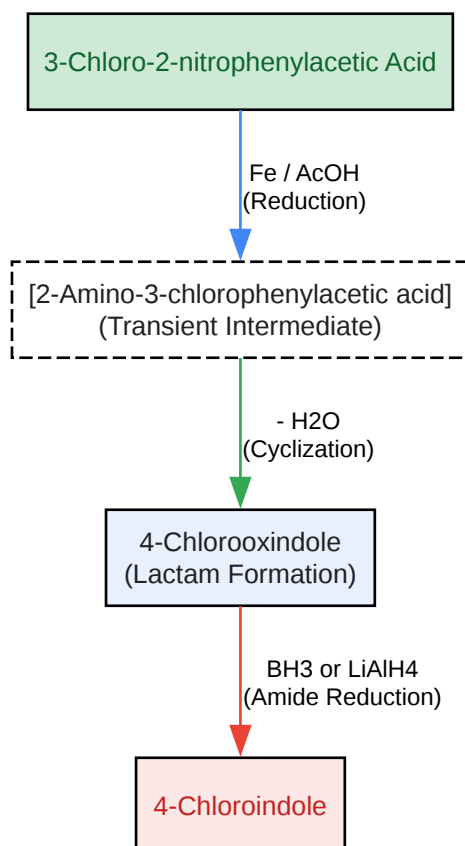 3-Chloro-2-nitrophenylacetic Acid
Fe / AcOH
(Reduction)
[2-Amino-3-chlorophenylacetic acid]
(Transient Intermediate)
- H2O
(Cyclization)
4-Chlorooxindole
(Lactam Formation)
BH3 or LiAlH4
(Amide Reduction)
4-Chloroindole